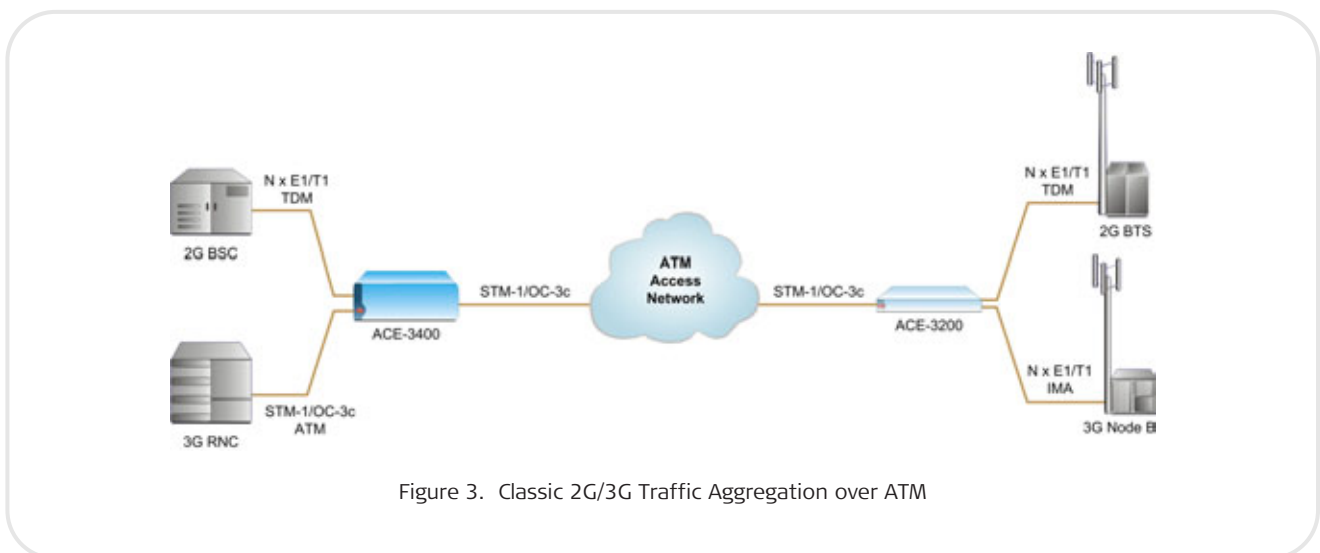 N x E1/T1
TDM
2G BSC
STM-1/OC-3c
ATM
3G RNC
ACE-3400
STM-1/OC-3c
ATM
Access
Network
STM-1/OC-3c
ACE-3200
N x E1/T1
TDM
2G BTS
N x E1/T1
IMA
3G Node B
Figure 3. Classic 2G/3G Traffic Aggregation over ATM